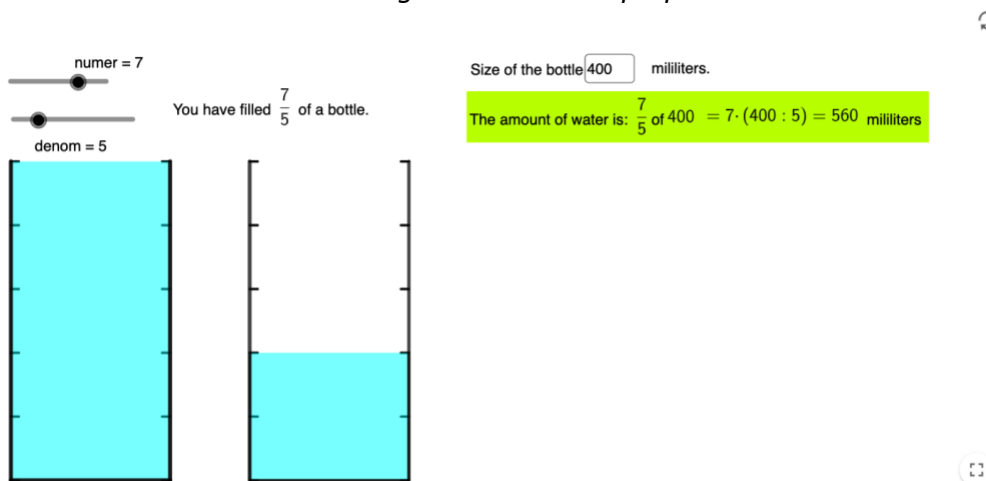 numer = 7
denom = 5
You have filled 7/5 of a bottle.
Size of the bottle 400 mililiters.
The amount of water is: 7/5 of 400 = 7· (400 : 5) = 560 mililiters